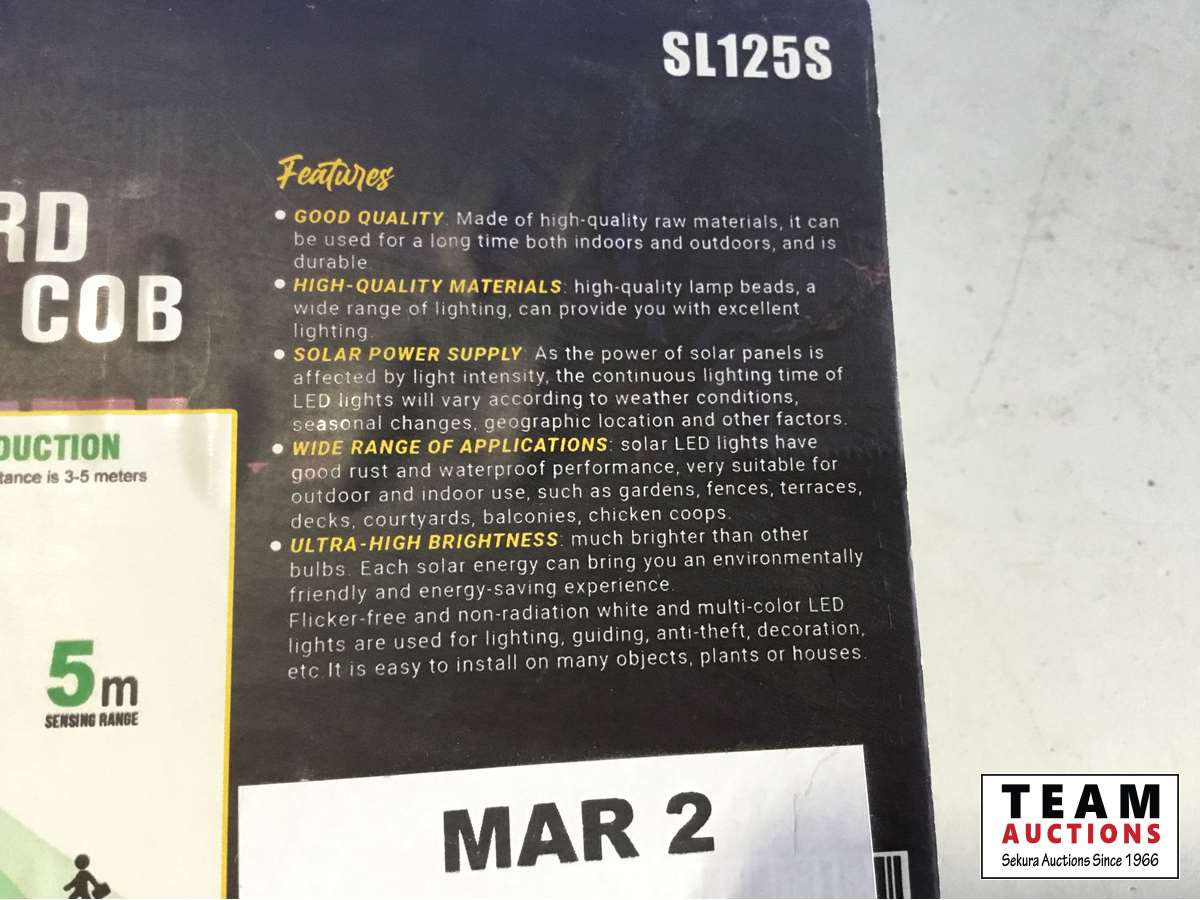 SL125S
Features
RD
COB
• GOOD QUALITY: Made of high-quality raw materials, it can
be used for a long time both indoors and outdoors, and is
durable.
• HIGH-QUALITY MATERIALS: high-quality lamp beads, a
wide range of lighting, can provide you with excellent
lighting.
• SOLAR POWER SUPPLY: As the power of solar panels is
affected by light intensity, the continuous lighting time of
LED lights will vary according to weather conditions,
seasonal changes, geographic location and other factors.
• WIDE RANGE OF APPLICATIONS: solar LED lights have
good rust and waterproof performance, very suitable for
outdoor and indoor use, such as gardens, fences, terraces,
decks, courtyards, balconies, chicken coops.
• ULTRA-HIGH BRIGHTNESS: much brighter than other
bulbs. Each solar energy can bring you an environmentally
friendly and energy-saving experience.
Flicker-free and non-radiation white and multi-color LED
lights are used for lighting, guiding, anti-theft, decoration,
etc.It is easy to install on many objects, plants or houses.
DUCTION
tance is 3-5 meters
5m
SENSING RANGE
MAR 2
TEAM
AUCTIONS
Sekura Auctions Since 1966